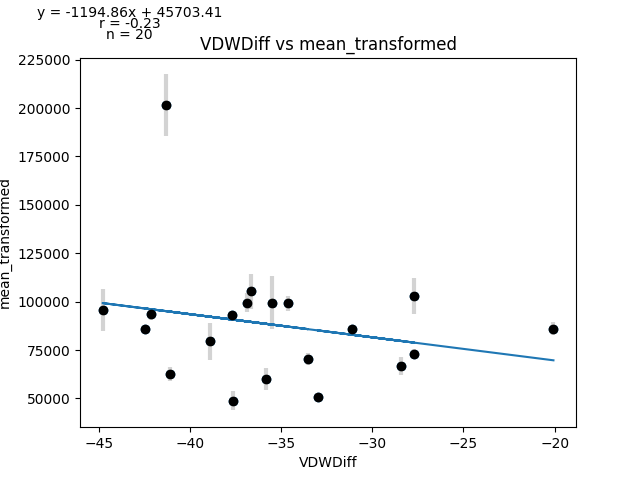 y = -1194.86x + 45703.41
r = -0.23
n = 20
VDWDiff vs mean_transformed
225000
200000
175000
150000
125000
100000
75000
50000
mean_transformed
−45
−40
−35
−30
−25
−20
VDWDiff